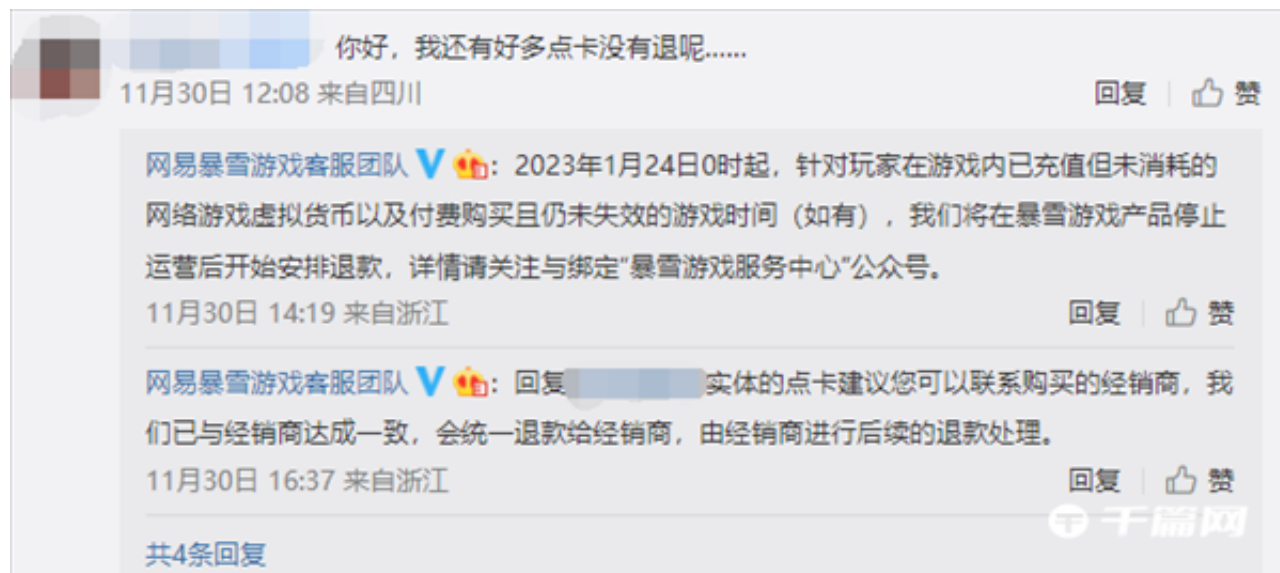 你好，我还有好多点卡没有退呢......
11月30日 12:08 来自四川
回复 赞
网易暴雪游戏客服团队：2023年1月24日0时起，针对玩家在游戏内已充值但未消耗的
网络游戏虚拟货币以及付费购买且仍未失效的游戏时间（如有），我们将在暴雪游戏产品停止
运营后开始安排退款，详情请关注与绑定“暴雪游戏服务中心”公众号。
11月30日 14:19 来自浙江
回复 赞
网易暴雪游戏客服团队：回复 实体的点卡建议您可以联系购买的经销商，我
们已与经销商达成一致，会统一退款给经销商，由经销商进行后续的退款处理。
11月30日 16:37 来自浙江
回复 赞
千篇网
共4条回复